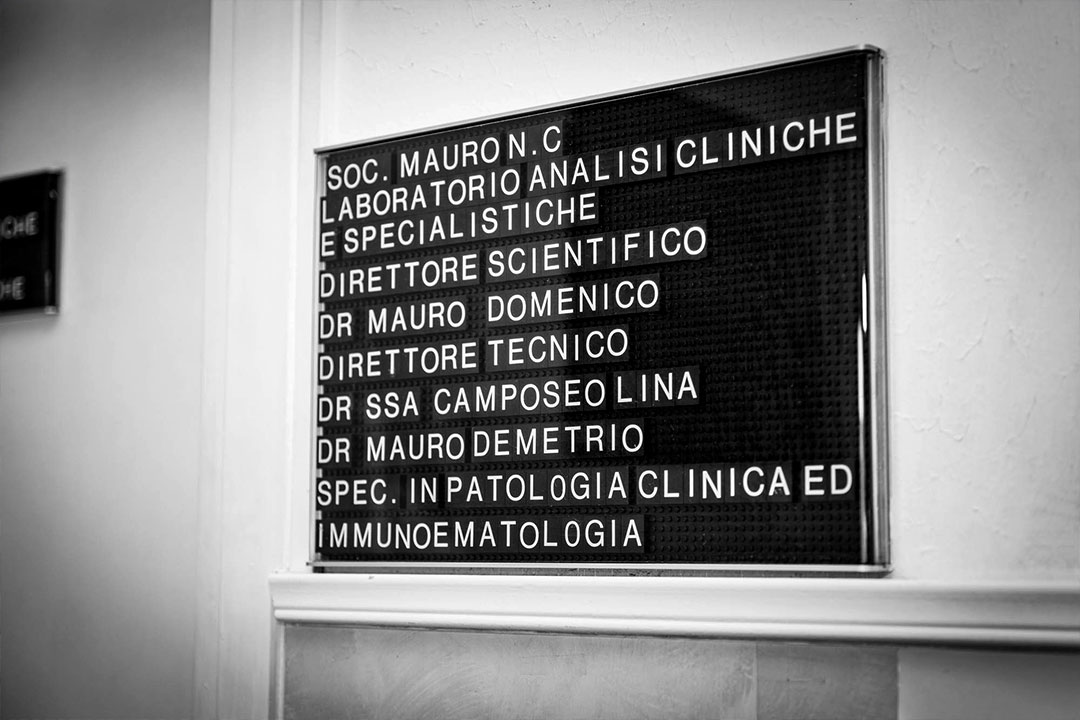 SOC. MAURO N.C
LABORATORIO ANALISI CLINICHE
E SPECIALISTICHE
DIRETTORE SCIENTIFICO
DR MAURO DOMENICO
DIRETTORE TECNICO
DR SSA CAMPOSEO LINA
DR MAURO DEMETRIO
SPEC. IN PATOLOGIA CLINICA ED
IMMUNOEMATOLOGIA